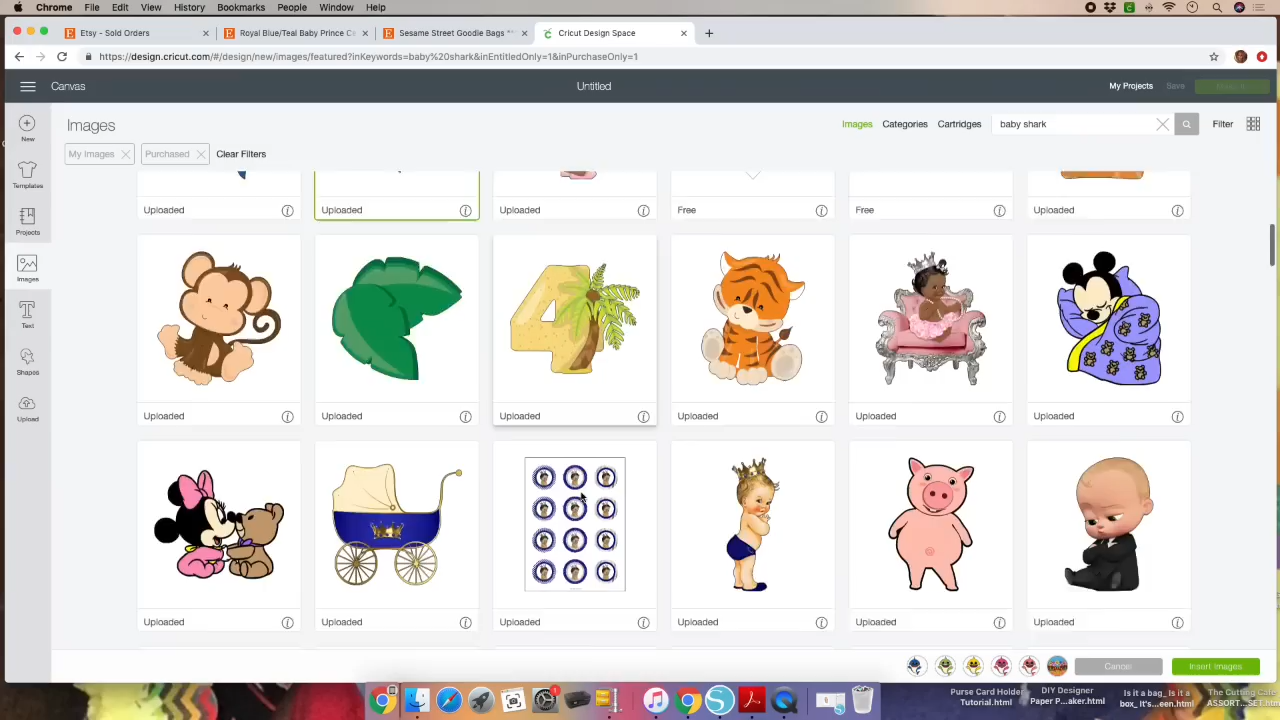 Chrome File Edit View History Bookmarks People Window Help
Etsy - Sold Orders
Royal Blue/Teal Baby Prince Ca
Sesame Street Goodie Bags **
Cricut Design Space
https://design.cricut.com/#/design/new/images/featured?inKeywords=baby%20shark&inEntitledOnly=1&inPurchaseOnly=1
Canvas
Untitled
My Projects
Save
New
Templates
Projects
Images
Text
Shapes
Upload
Images
Images Categories Cartridges
baby shark
Filter
My Images Purchased Clear Filters
Uploaded Uploaded Uploaded Free Free Uploaded
4
Uploaded Uploaded Uploaded Uploaded Uploaded Uploaded
Uploaded Uploaded Uploaded Uploaded Uploaded Uploaded
Cancel Insert Images
Purse Card Holder
Tutorial.html
DIY Designer
Paper P...aker.html
Is it a bag_ Is it a
box_ It's...een.html
The Cutting Cafe
ASSORT...SET